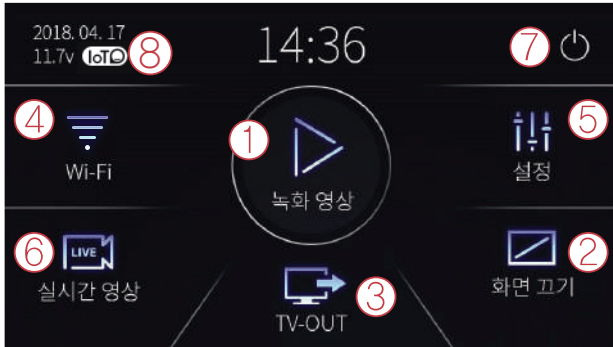 2018. 04. 17
11.7v IoT
⑧
14:36
⑦
④
Wi-Fi
①
녹화 영상
⑤
설정
⑥
LIVE
실시간 영상
③
TV-OUT
②
화면 끄기